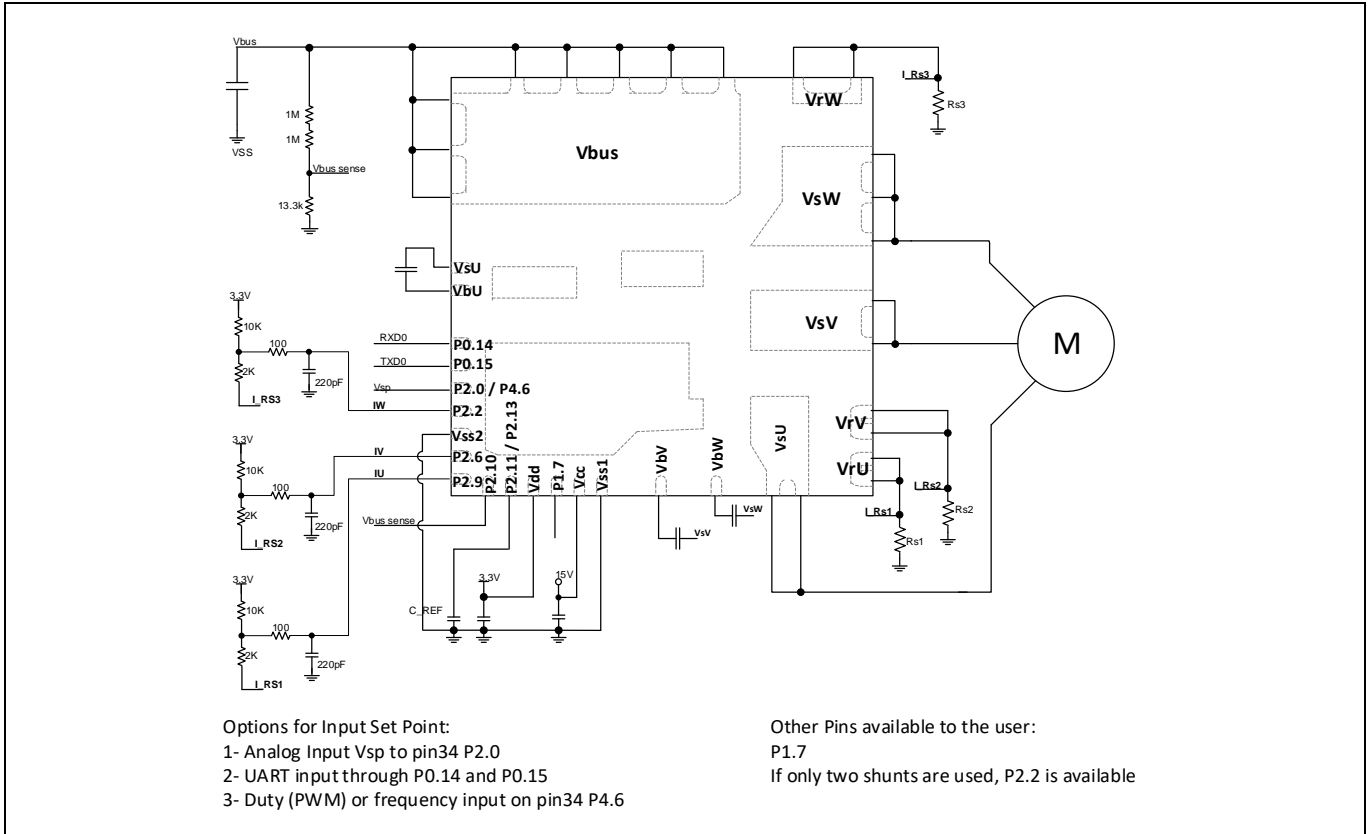 Vbus
I_Rs3
VrW
Rs3
1M
1M
VSS
Vbus
Vbus sense
VsW
13.3k
VsU
VbU
3.3V
10K
VsV
RXD0
P0.14
M
100
TXD0
P0.15
2K
220pF
Vsp
P2.0 / P4.6
I_RS3
IW
P2.2
P2.11 / P2.13
VsU
VrV
Vss2
3.3V
IV
P2.6
10K
VbV
VbW
VrU
IU
P2.9
P2.10
Vdd
P1.7
Vcc
Vss1
100
I_Rs2
2K
VsW
Rs2
220pF
Vbus sense
I_Rs1
VsV
Rs1
I_RS2
3.3V
3.3V
15V
10K
C_REF
100
2K
220pF
I_RS1
Options for Input Set Point:
1- Analog Input Vsp to pin34 P2.0
2- UART input through P0.14 and P0.15
3- Duty (PWM) or frequency input on pin34 P4.6
Other Pins available to the user:
P1.7
If only two shunts are used, P2.2 is available